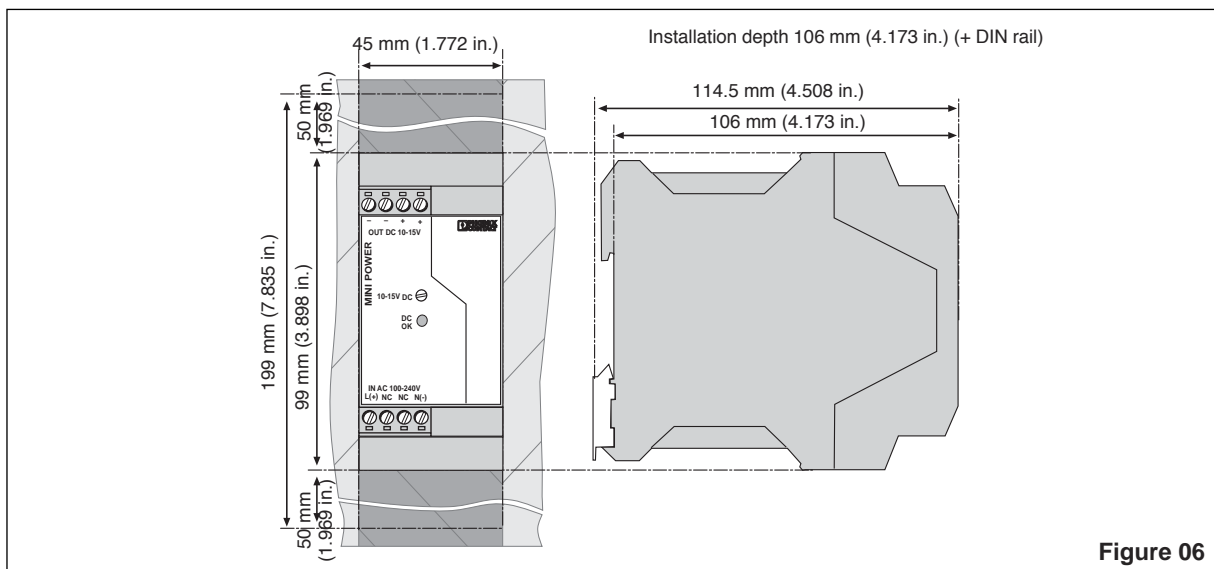 45 mm (1.772 in.)
Installation depth 106 mm (4.173 in.) (+ DIN rail)
114.5 mm (4.508 in.)
106 mm (4.173 in.)
50 mm
(1.969 in.)
199 mm (7.835 in.)
99 mm (3.898 in.)
50 mm
(1.969 in.)
– – + +
OUT DC 10-15V
MINI POWER
10-15V DC
DC
OK
IN AC 100-240V
L(+) NC NC N(-)
Figure 06